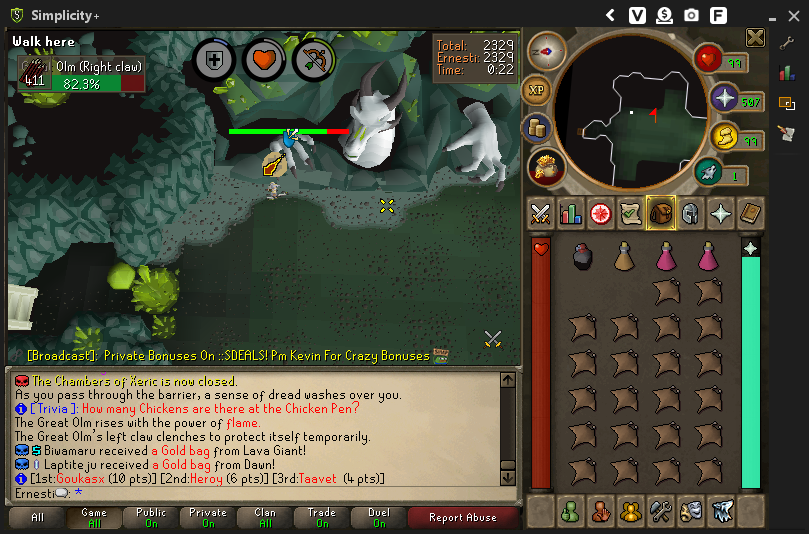 Simplicity+
Walk here
Great Olm (Right claw)
411
82.3%
Total: 2329
Ernesti: 2329
Time: 0:22
XP
99
507
99
1
[Broadcast]: Private Bonuses On ::SDEALS! Pm Kevin For Crazy Bonuses
The Chambers of Xeric is now closed.
As you pass through the barrier, a sense of dread washes over you.
[Trivia]: How many Chickens are there at the Chicken Pen?
The Great Olm rises with the power of flame.
The Great Olm's left claw clenches to protect itself temporarily.
Biwamaru received a Gold bag from Lava Giant!
Laptiteju received a Gold bag from Dawn!
[1st:Goukasx (10 pts)] [2nd:Heroy (6 pts)] [3rd:Taavet (4 pts)]
Ernesti: *
All
Game All
Public On
Private On
Clan All
Trade On
Duel On
Report Abuse